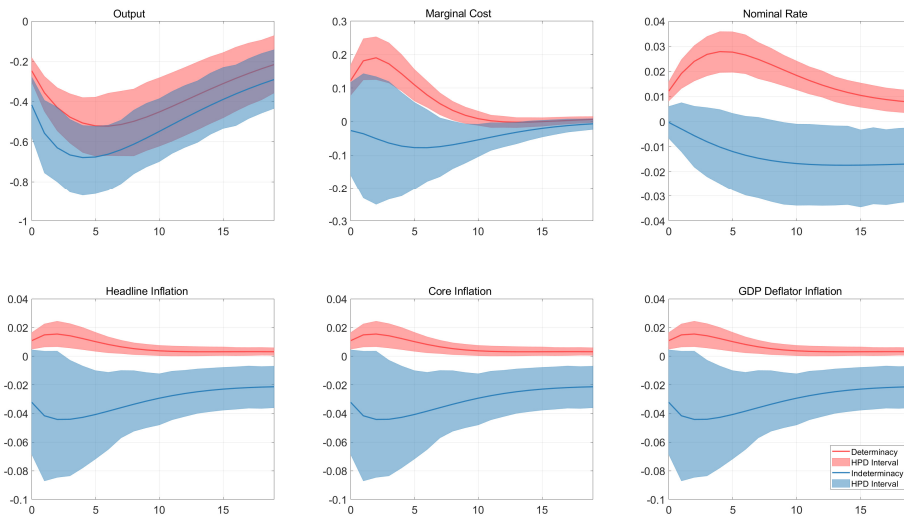 Output
0
-0.2
-0.4
-0.6
-0.8
-1
0 5 10 15
Marginal Cost
0.3
0.2
0.1
0
-0.1
-0.2
-0.3
0 5 10 15
Nominal Rate
0.04
0.03
0.02
0.01
0
-0.01
-0.02
-0.03
-0.04
0 5 10 15
Headline Inflation
0.04
0.02
0
-0.02
-0.04
-0.06
-0.08
-0.1
0 5 10 15
Core Inflation
0.04
0.02
0
-0.02
-0.04
-0.06
-0.08
-0.1
0 5 10 15
GDP Deflator Inflation
0.04
0.02
0
-0.02
-0.04
-0.06
-0.08
-0.1
0 5 10 15
Determinacy
HPD Interval
Indeterminacy
HPD Interval